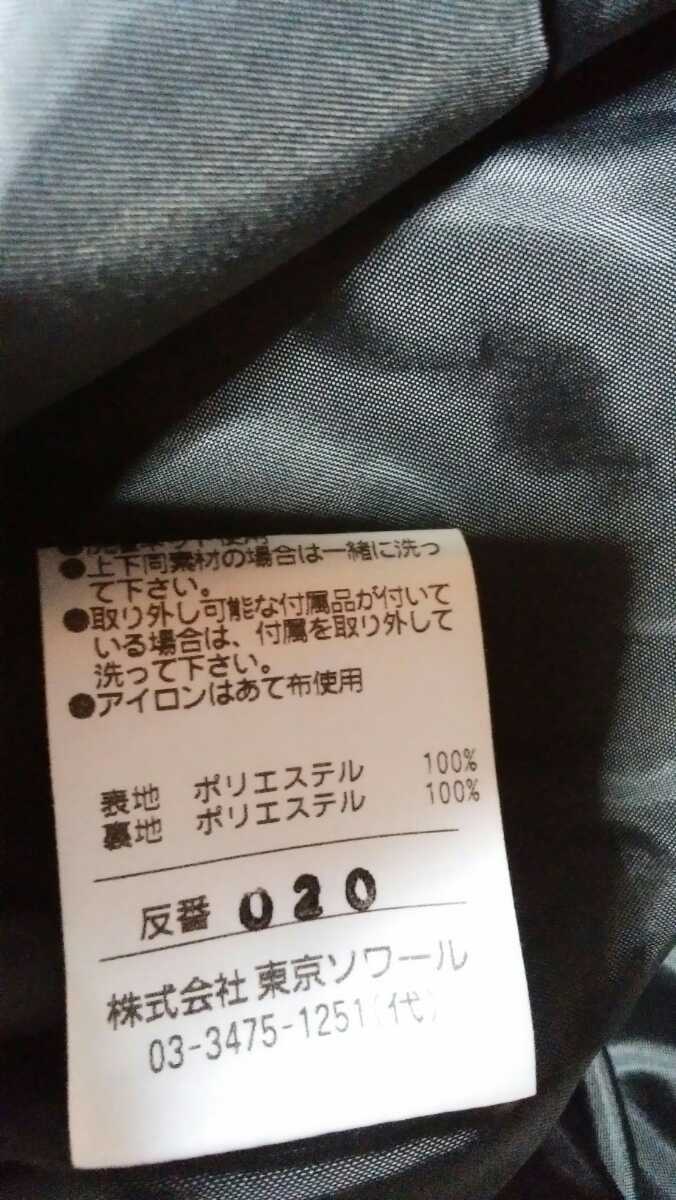 ●上下同素材の場合は一緒に洗っ
て下さい。
●取り外し可能な付属品が付いて
いる場合は、付属を取り外して
洗って下さい。
●アイロンはあて布使用
表地 ポリエステル 100%
裏地 ポリエステル 100%
反番 020
株式会社 東京ソワール
03-3475-1251(代)